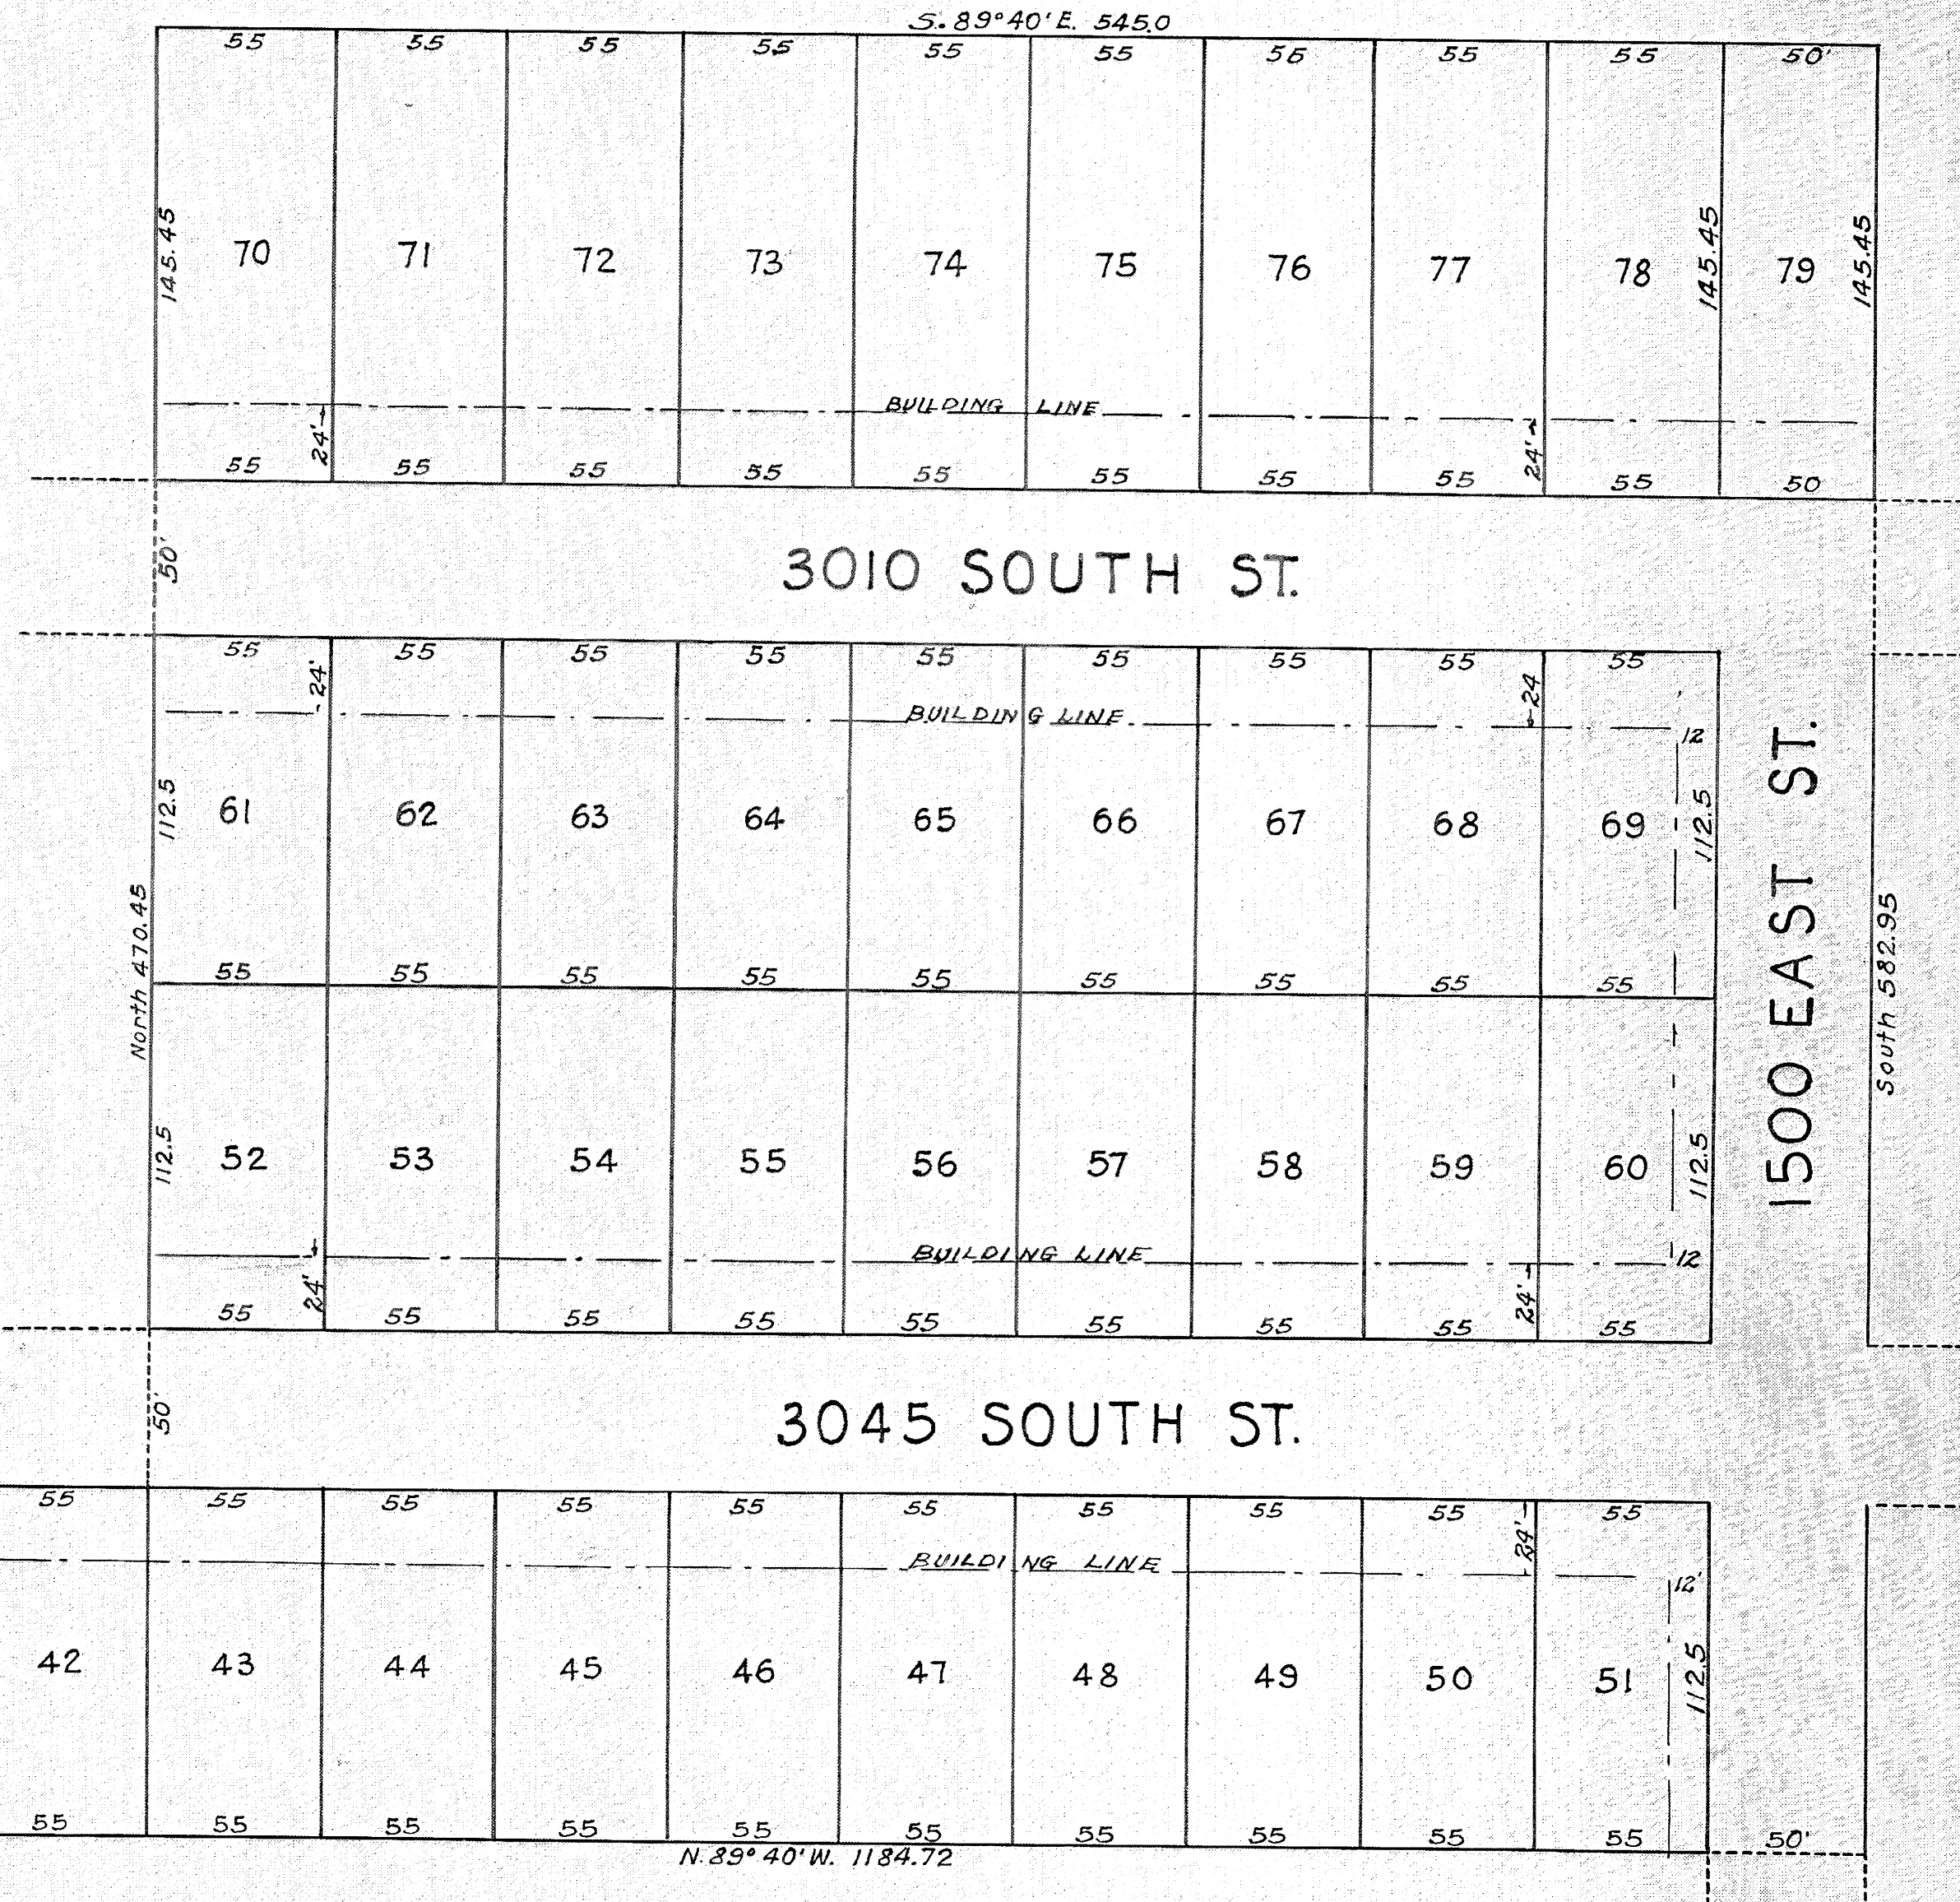 S. 89°40' E. 545.0
55 55 55 55 55 55 56 55 55 50'
145.45 70 71 72 73 74 75 76 77 78 145.45 79 145.45
BUILDING LINE
24' 24'
55 55 55 55 55 55 55 55 55 50
50'
3010 SOUTH ST.
55 55 55 55 55 55 55 55 55
24' 24
BUILDING LINE
12
112.5 61 62 63 64 65 66 67 68 69 112.5
North 470.45
55 55 55 55 55 55 55 55 55
1500 EAST ST.
South 582.95
112.5 52 53 54 55 56 57 58 59 60 112.5
BUILDING LINE
12
24' 24'
55 55 55 55 55 55 55 55 55
50'
3045 SOUTH ST.
55 55 55 55 55 55 55 55 55 55
24'
BUILDING LINE
12'
42 43 44 45 46 47 48 49 50 51 112.5
55 55 55 55 55 55 55 55 55 55 50'
N. 89° 40' W. 1184.72